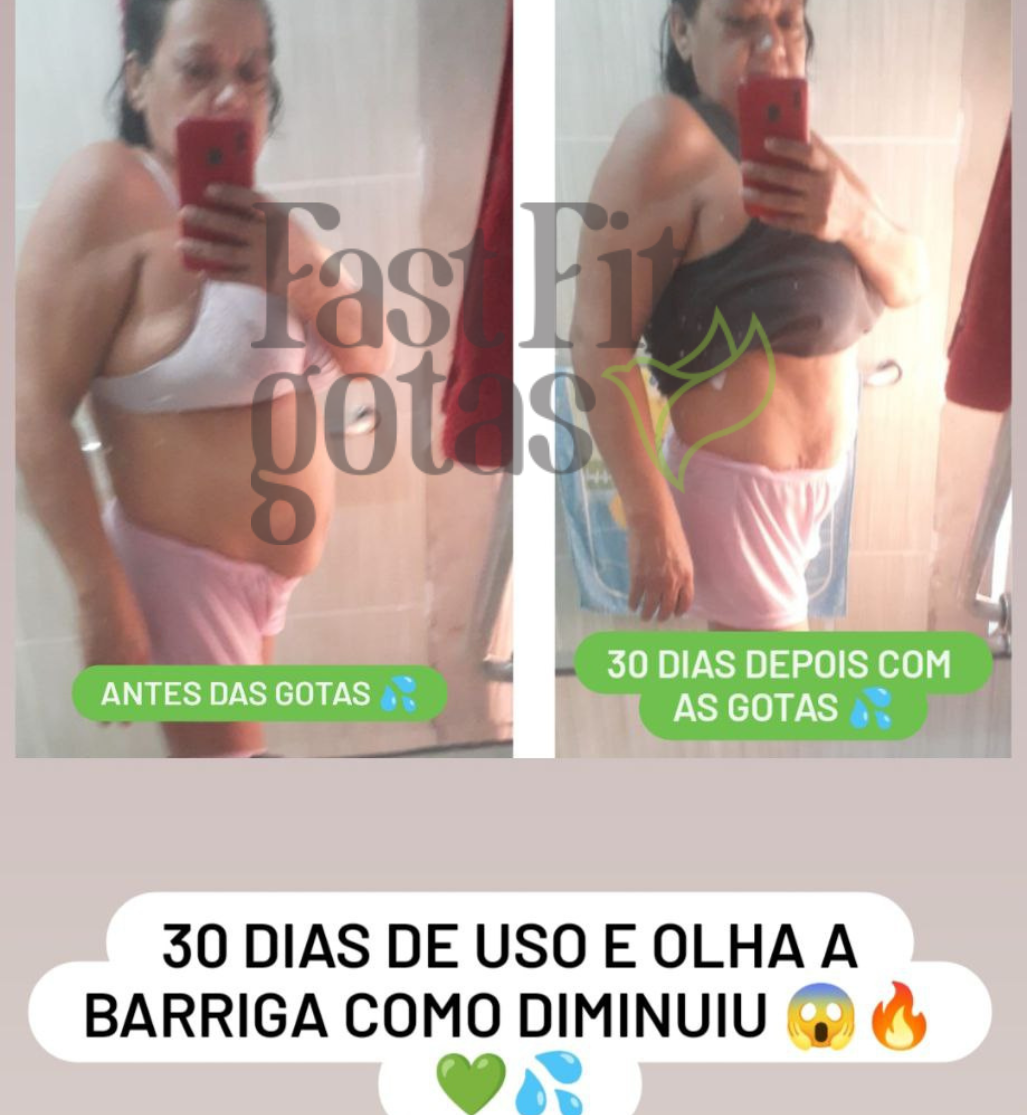 Fast Fit
gotas
ANTES DAS GOTAS 💦
30 DIAS DEPOIS COM
AS GOTAS 💦
30 DIAS DE USO E OLHA A
BARRIGA COMO DIMINUIU 😱🔥
💚💦